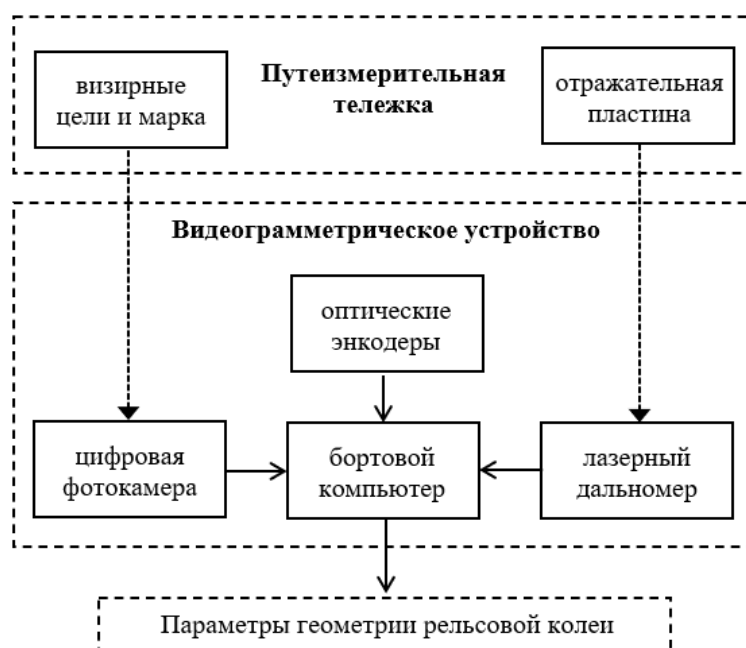 визирные
цели и марка
Путеизмерительная
тележка
отражательная
пластина
Видеограмметрическое устройство
оптические
энкодеры
цифровая
фотокамера
бортовой
компьютер
лазерный
дальномер
Параметры геометрии рельсовой колеи